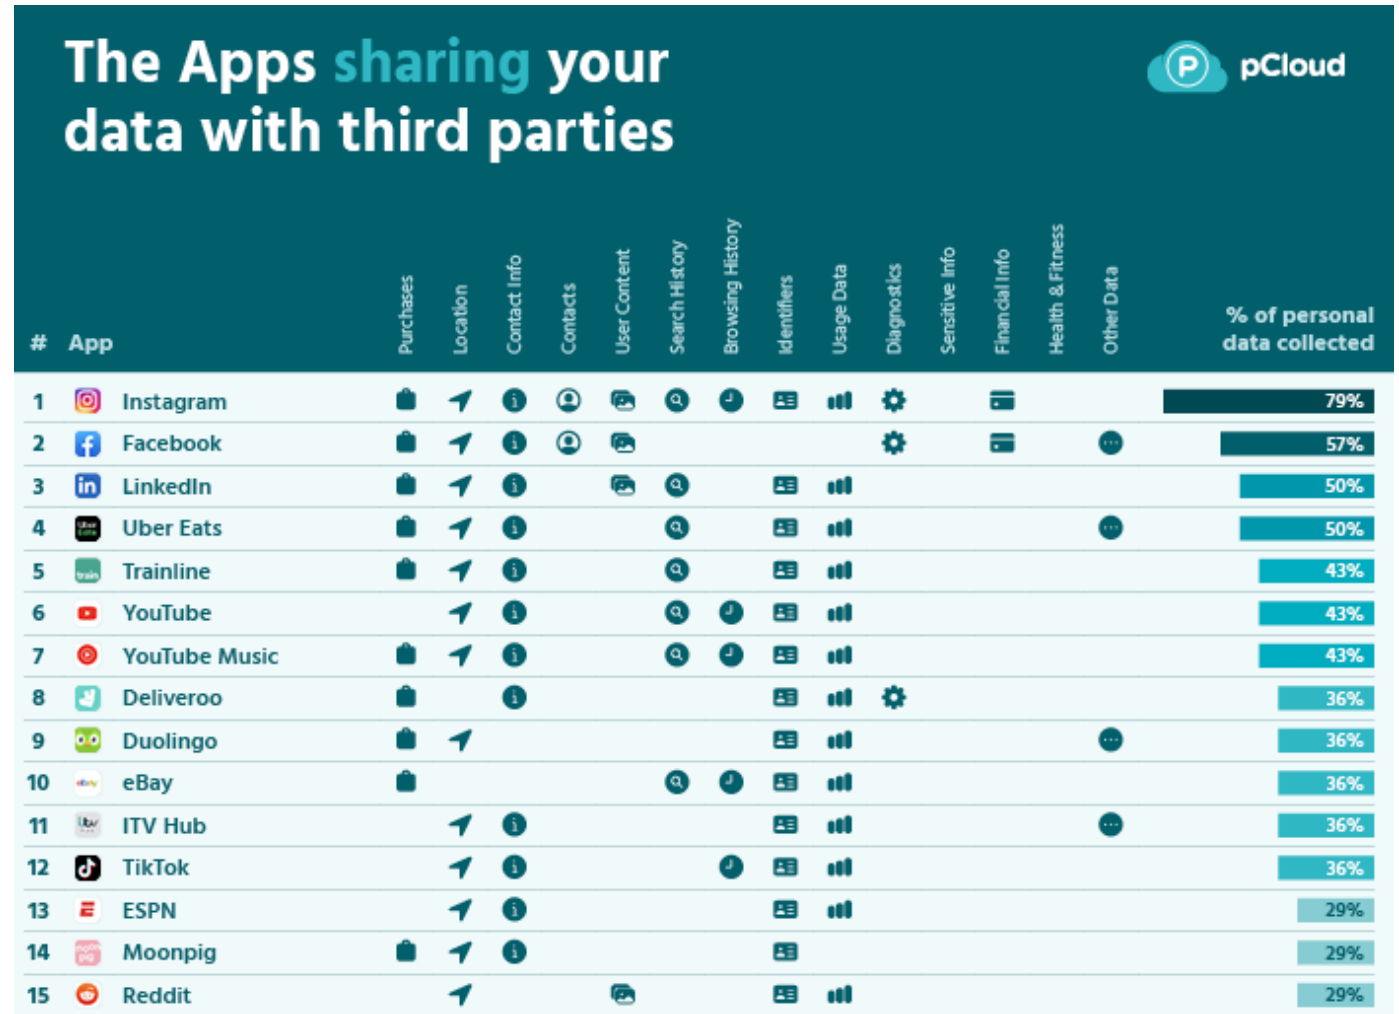 The Apps sharing your
data with third parties
pCloud
# App
Purchases
Location
Contact Info
Contacts
User Content
Search History
Browsing History
Identifiers
Usage Data
Diagnostics
Sensitive Info
Financial Info
Health & Fitness
Other Data
% of personal
data collected
1 Instagram 79%
2 Facebook 57%
3 LinkedIn 50%
4 Uber Eats 50%
5 Trainline 43%
6 YouTube 43%
7 YouTube Music 43%
8 Deliveroo 36%
9 Duolingo 36%
10 eBay 36%
11 ITV Hub 36%
12 TikTok 36%
13 ESPN 29%
14 Moonpig 29%
15 Reddit 29%